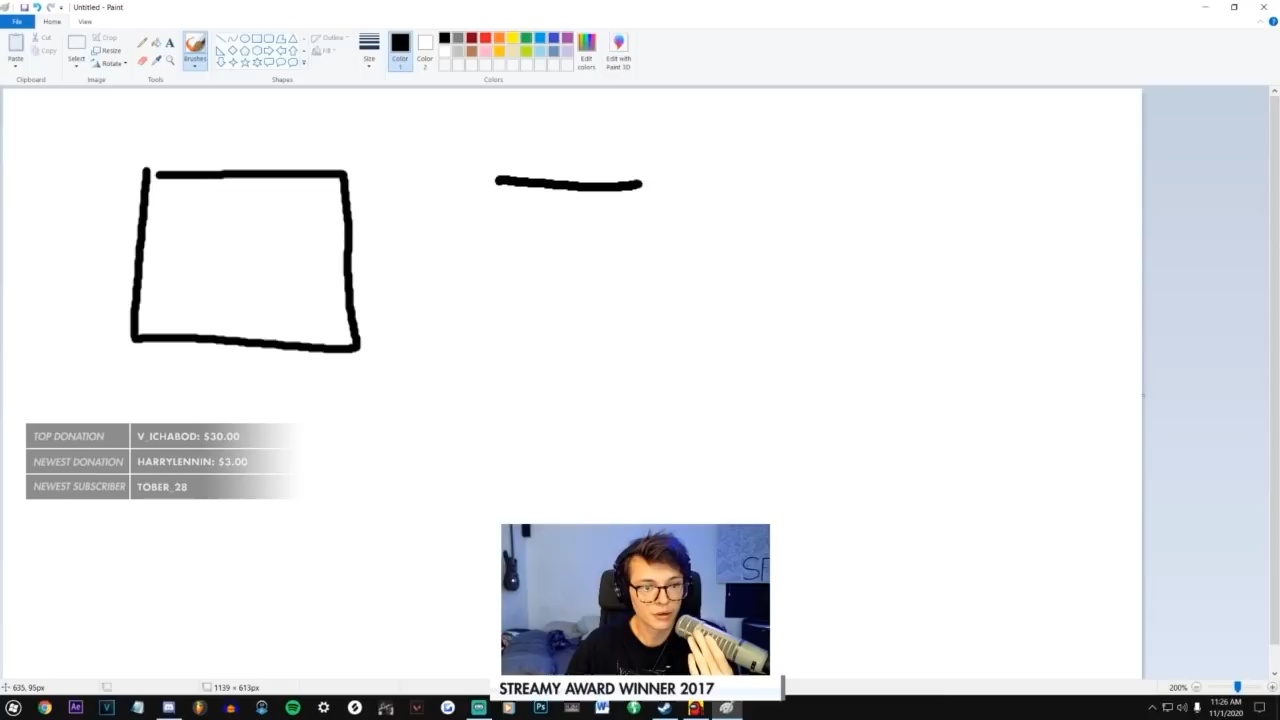 Untitled - Paint
File
Home
View
Paste
Cut
Copy
Clipboard
Select
Crop
Resize
Rotate
Image
Tools
Brushes
Shapes
Outline
Fill
Size
Color 1
Color 2
Colors
Edit colors
Edit with Paint 3D
TOP DONATION V_ICHABOD: $30.00
NEWEST DONATION HARRYLENNIN: $3.00
NEWEST SUBSCRIBER TOBER_28
SF
STREAMY AWARD WINNER 2017
635, 95px
1139 × 613px
200%
Ae
V
Ps
W
11:26 AM
11/1/2020